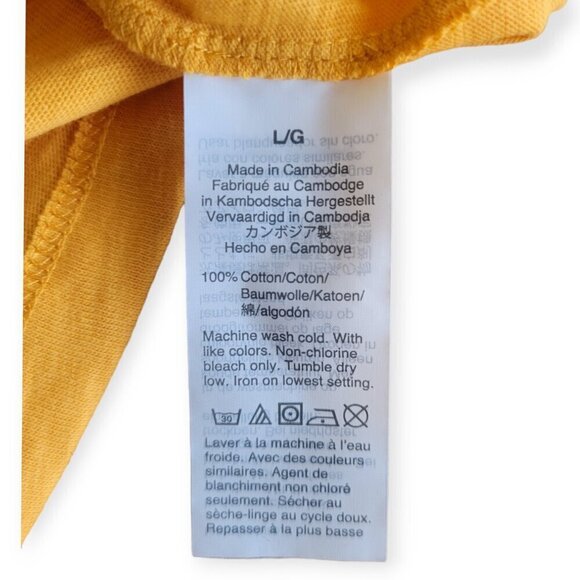 L/G
Made in Cambodia
Fabriqué au Cambodge
in Kambodscha Hergestellt
Vervaardigd in Cambodja
カンボジア製
Hecho en Camboya
100% Cotton/Coton/
Baumwolle/Katoen/
綿/algodón
Machine wash cold. With
like colors. Non-chlorine
bleach only. Tumble dry
low. Iron on lowest setting.
30
Laver à la machine à l'eau
froide. Avec des couleurs
similaires. Agent de
blanchiment non chloré
seulement. Sécher au
sèche-linge au cycle doux.
Repasser à la plus basse